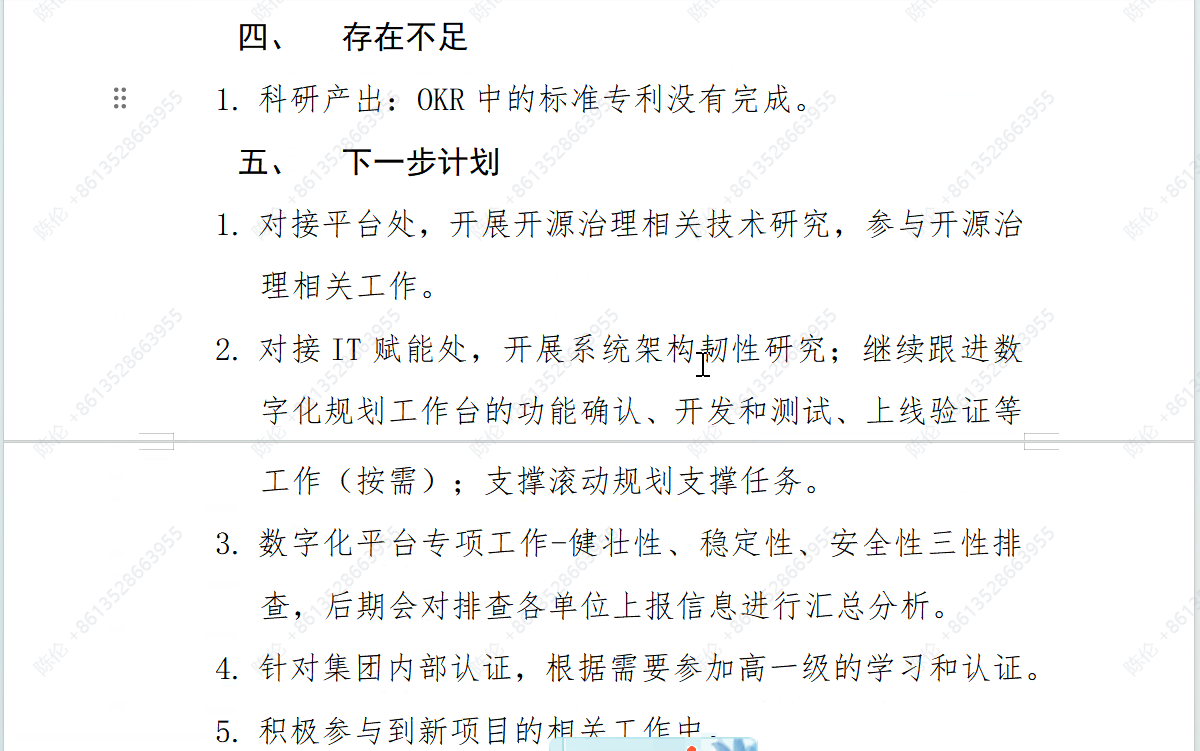 四、 存在不足
1. 科研产出：OKR 中的标准专利没有完成。
五、 下一步计划
1. 对接平台处，开展开源治理相关技术研究，参与开源治
理相关工作。
2. 对接 IT 赋能处，开展系统架构韧性研究；继续跟进数
字化规划工作台的功能确认、开发和测试、上线验证等
工作（按需）；支撑滚动规划支撑任务。
3. 数字化平台专项工作-健壮性、稳定性、安全性三性排
查，后期会对排查各单位上报信息进行汇总分析。
4. 针对集团内部认证，根据需要参加高一级的学习和认证。
5. 积极参与到新项目的相关工作中。
陈伦 +8613528663955